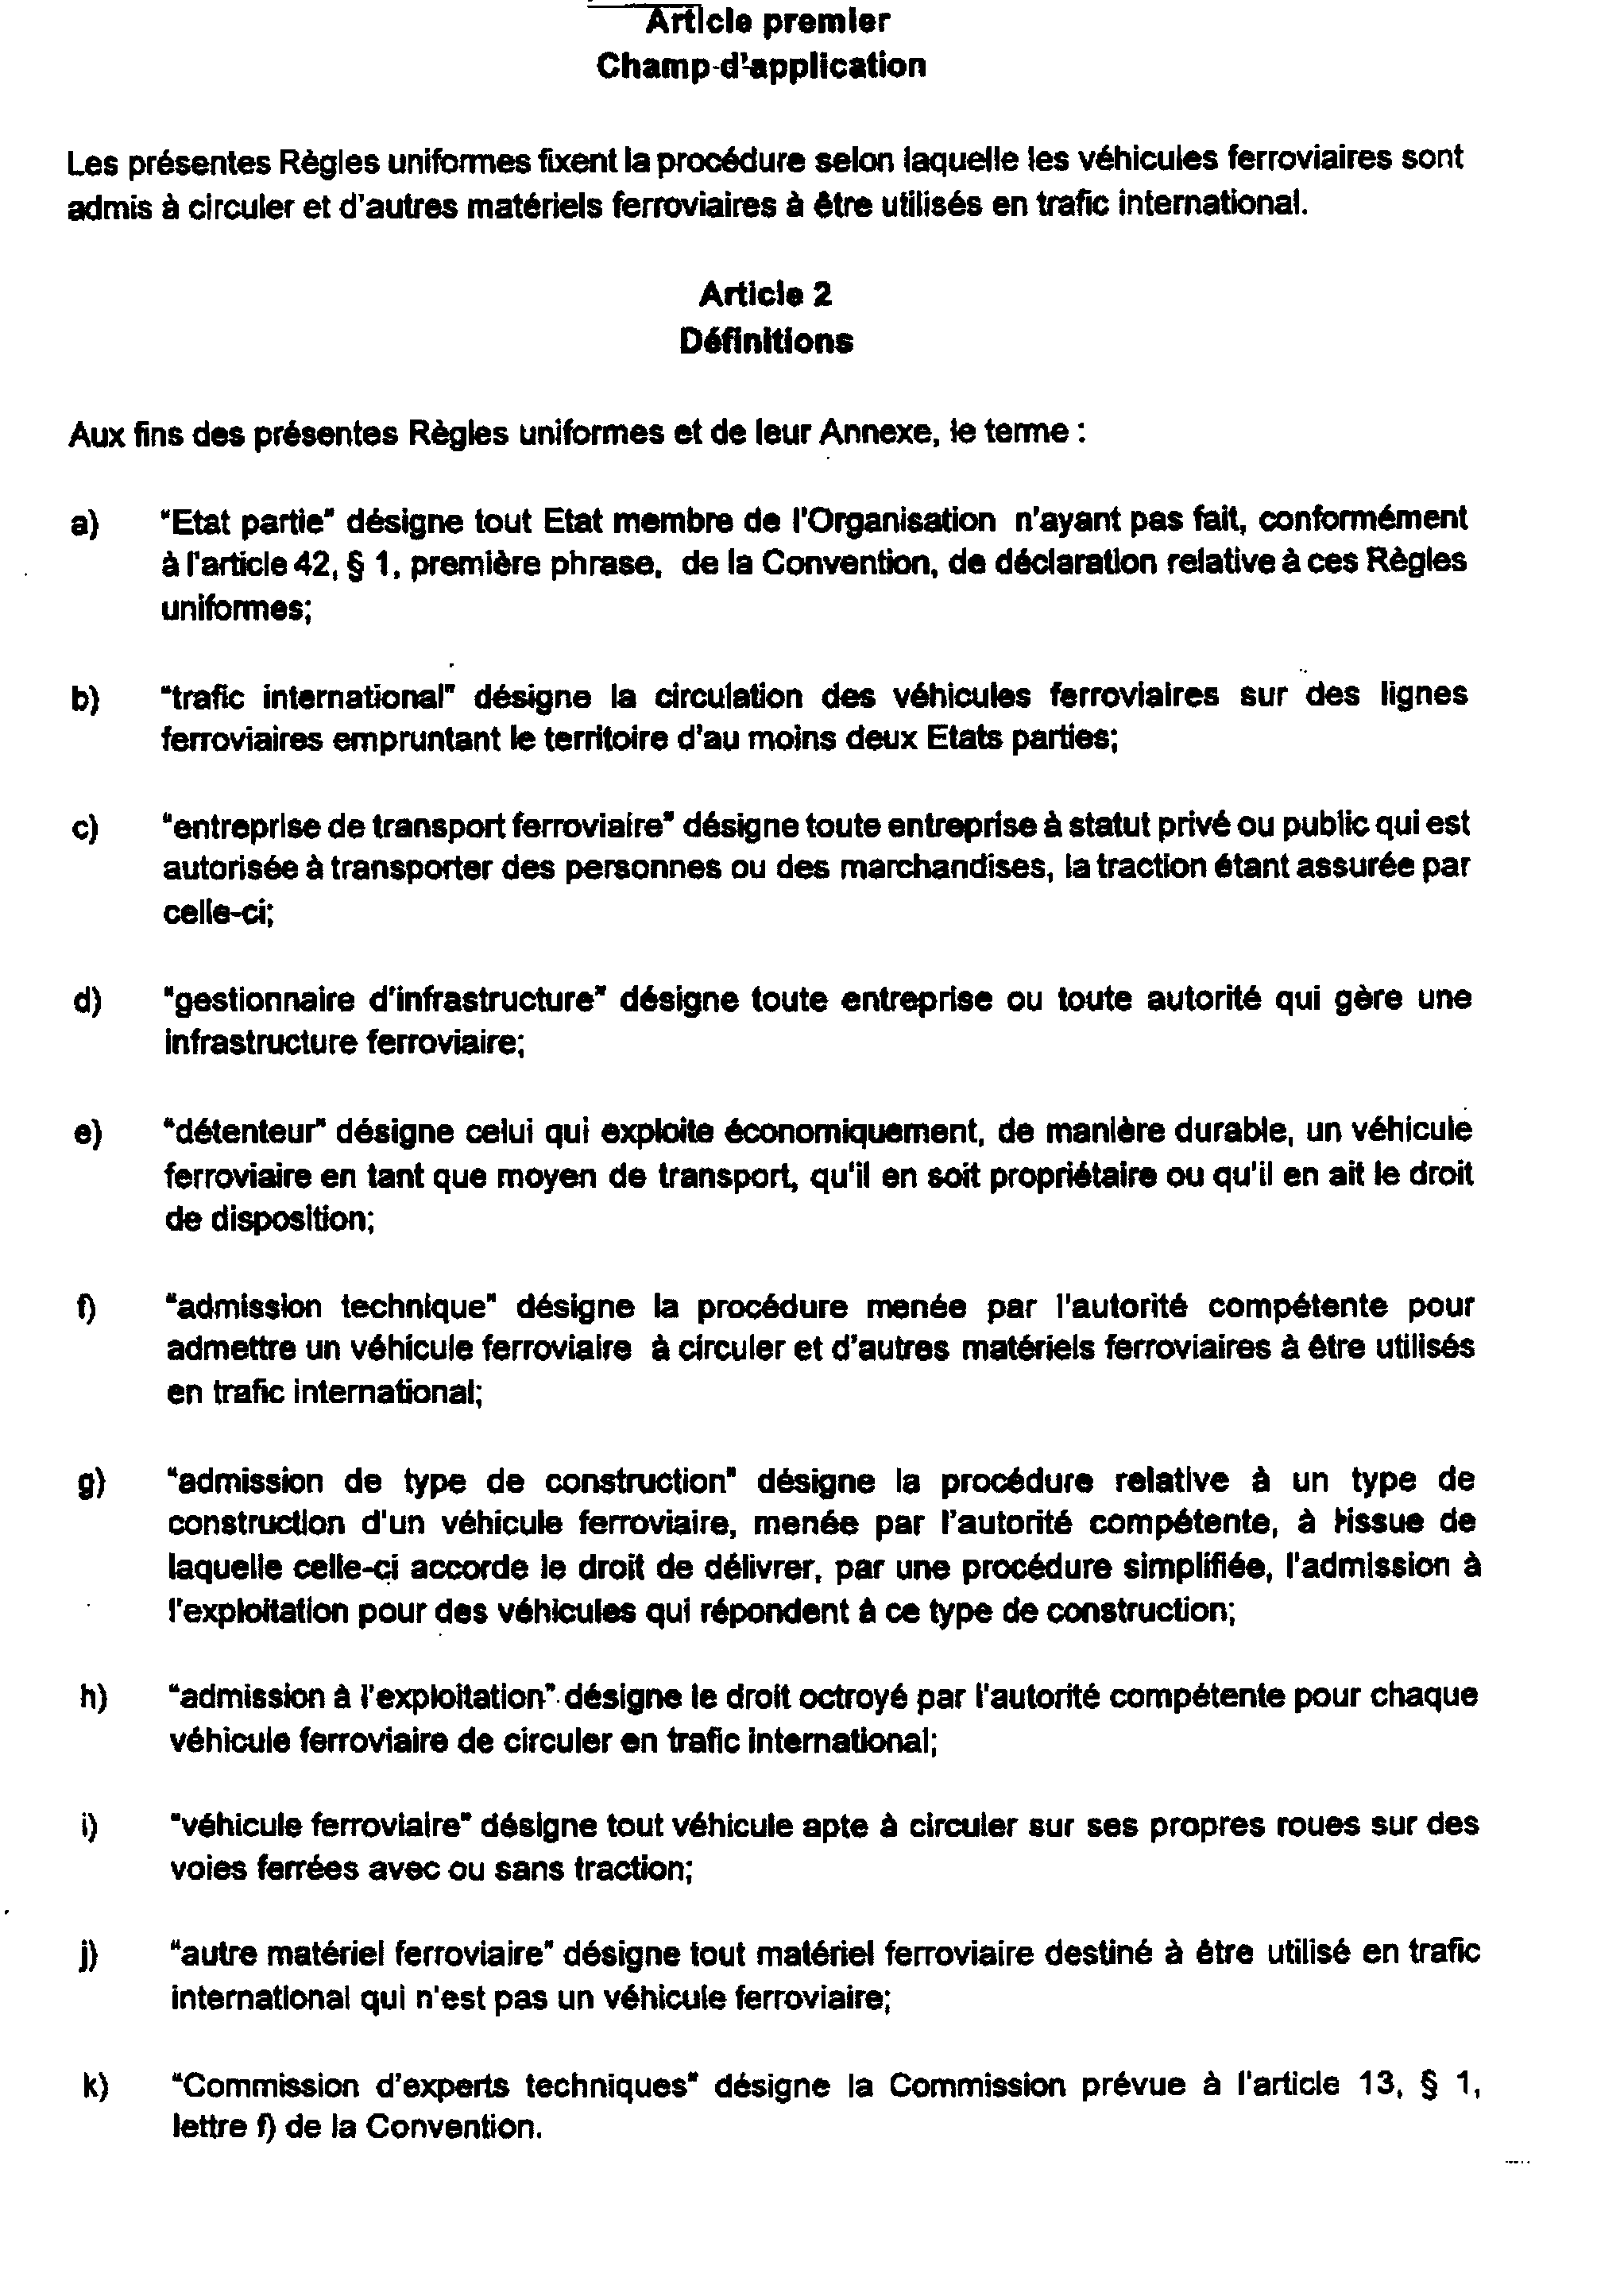 Article premier
Champ d'application
Les présentes Règles uniformes fixent la procédure selon laquelle les véhicules ferroviaires sont
admis à circuler et d'autres matériels ferroviaires à être utilisés en trafic international.
Article 2
Définitions
Aux fins des présentes Règles uniformes et de leur Annexe, le terme :
a) "Etat partie" désigne tout Etat membre de l'Organisation n'ayant pas fait, conformément
à l'article 42, § 1, première phrase, de la Convention, de déclaration relative à ces Règles
uniformes;
b) "trafic international" désigne la circulation des véhicules ferroviaires sur des lignes
ferroviaires empruntant le territoire d'au moins deux Etats parties;
c) "entreprise de transport ferroviaire" désigne toute entreprise à statut privé ou public qui est
autorisée à transporter des personnes ou des marchandises, la traction étant assurée par
celle-ci;
d) "gestionnaire d'infrastructure" désigne toute entreprise ou toute autorité qui gère une
infrastructure ferroviaire;
e) "détenteur" désigne celui qui exploite économiquement, de manière durable, un véhicule
ferroviaire en tant que moyen de transport, qu'il en soit propriétaire ou qu'il en ait le droit
de disposition;
f) "admission technique" désigne la procédure menée par l'autorité compétente pour
admettre un véhicule ferroviaire à circuler et d'autres matériels ferroviaires à être utilisés
en trafic international;
g) "admission de type de construction" désigne la procédure relative à un type de
construction d'un véhicule ferroviaire, menée par l'autorité compétente, à l'issue de
laquelle celle-ci accorde le droit de délivrer, par une procédure simplifiée, l'admission à
l'exploitation pour des véhicules qui répondent à ce type de construction;
h) "admission à l'exploitation" désigne le droit octroyé par l'autorité compétente pour chaque
véhicule ferroviaire de circuler en trafic international;
i) "véhicule ferroviaire" désigne tout véhicule apte à circuler sur ses propres roues sur des
voies ferrées avec ou sans traction;
j) "autre matériel ferroviaire" désigne tout matériel ferroviaire destiné à être utilisé en trafic
international qui n'est pas un véhicule ferroviaire;
k) "Commission d'experts techniques" désigne la Commission prévue à l'article 13, § 1,
lettre f) de la Convention.